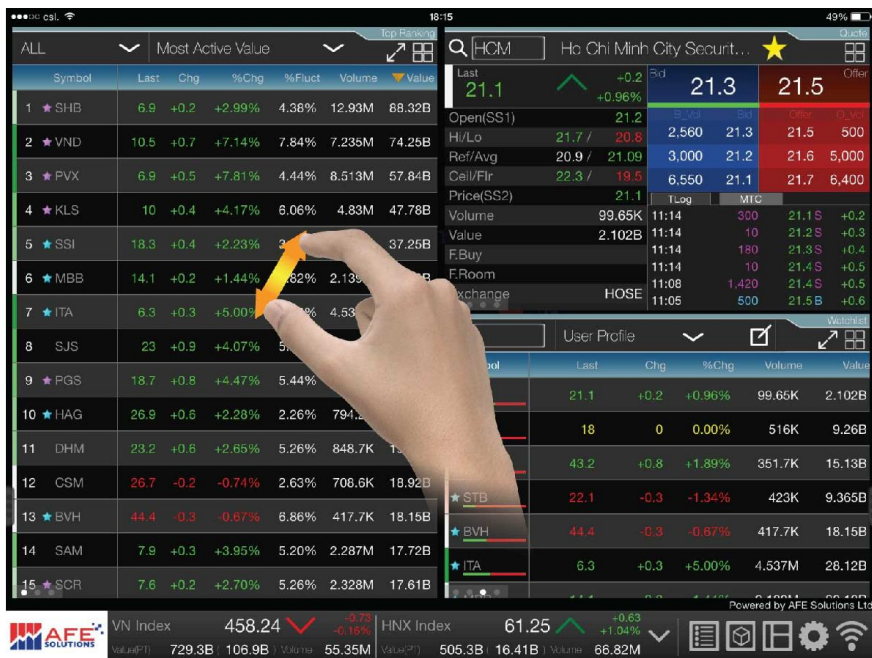 csl. 18:15 49%
Top Ranking
ALL Most Active Value
Symbol Last Chg %Chg %Fluct Volume Value
1 SHB 6.9 +0.2 +2.99% 4.38% 12.93M 88.32B
2 VND 10.5 +0.7 +7.14% 7.84% 7.235M 74.25B
3 PVX 6.9 +0.5 +7.81% 4.44% 8.513M 57.84B
4 KLS 10 +0.4 +4.17% 6.06% 4.83M 47.78B
5 SSI 18.3 +0.4 +2.23% 37.25B
6 MBB 14.1 +0.2 +1.44%
7 ITA 6.3 +0.3 +5.00%
8 SJS 23 +0.9 +4.07%
9 PGS 18.7 +0.8 +4.47% 5.44%
10 HAG 26.9 +0.6 +2.28% 2.26%
11 DHM 23.2 +0.6 +2.65% 5.26% 848.7K
12 CSM 26.7 -0.2 -0.74% 2.63% 708.6K 18.92B
13 BVH 44.4 -0.3 -0.67% 6.86% 417.7K 18.15B
14 SAM 7.9 +0.3 +3.95% 5.20% 2.287M 17.72B
15 SCR 7.6 +0.2 +2.70% 5.26% 2.328M 17.61B
Quote
HCM Ho Chi Minh City Securit...
Last 21.1 +0.2 +0.96%
Bid 21.3 21.5 Offer
Open(SS1) 21.2
Hi/Lo 21.7 / 20.8
Ref/Avg 20.9 / 21.09
Ceil/Flr 22.3 / 19.5
Price(SS2) 21.1
Volume 99.65K
Value 2.102B
F.Buy
F.Room
Exchange HOSE
B_Vol Bid Offer O_Vol
2,560 21.3 21.5 500
3,000 21.2 21.6 5,000
6,550 21.1 21.7 6,400
TLog MTC
11:14 300 21.1 S +0.2
11:14 10 21.2 S +0.3
11:14 180 21.3 S +0.4
11:14 10 21.4 S +0.5
11:08 1,420 21.4 S +0.5
11:05 500 21.5 B +0.6
Watchlist
User Profile
Last Chg %Chg Volume Value
21.1 +0.2 +0.96% 99.65K 2.102B
18 0 0.00% 516K 9.26B
43.2 +0.8 +1.89% 351.7K 15.13B
STB 22.1 -0.3 -1.34% 423K 9.365B
BVH 44.4 -0.3 -0.67% 417.7K 18.15B
ITA 6.3 +0.3 +5.00% 4.537M 28.12B
Powered by AFE Solutions Ltd
AFE SOLUTIONS
VN Index 458.24 -0.73 -0.16%
Value(PT) 729.3B ( 106.9B ) Volume 55.35M
HNX Index 61.25 +0.63 +1.04%
Value(PT) 505.3B ( 16.41B ) Volume 66.82M